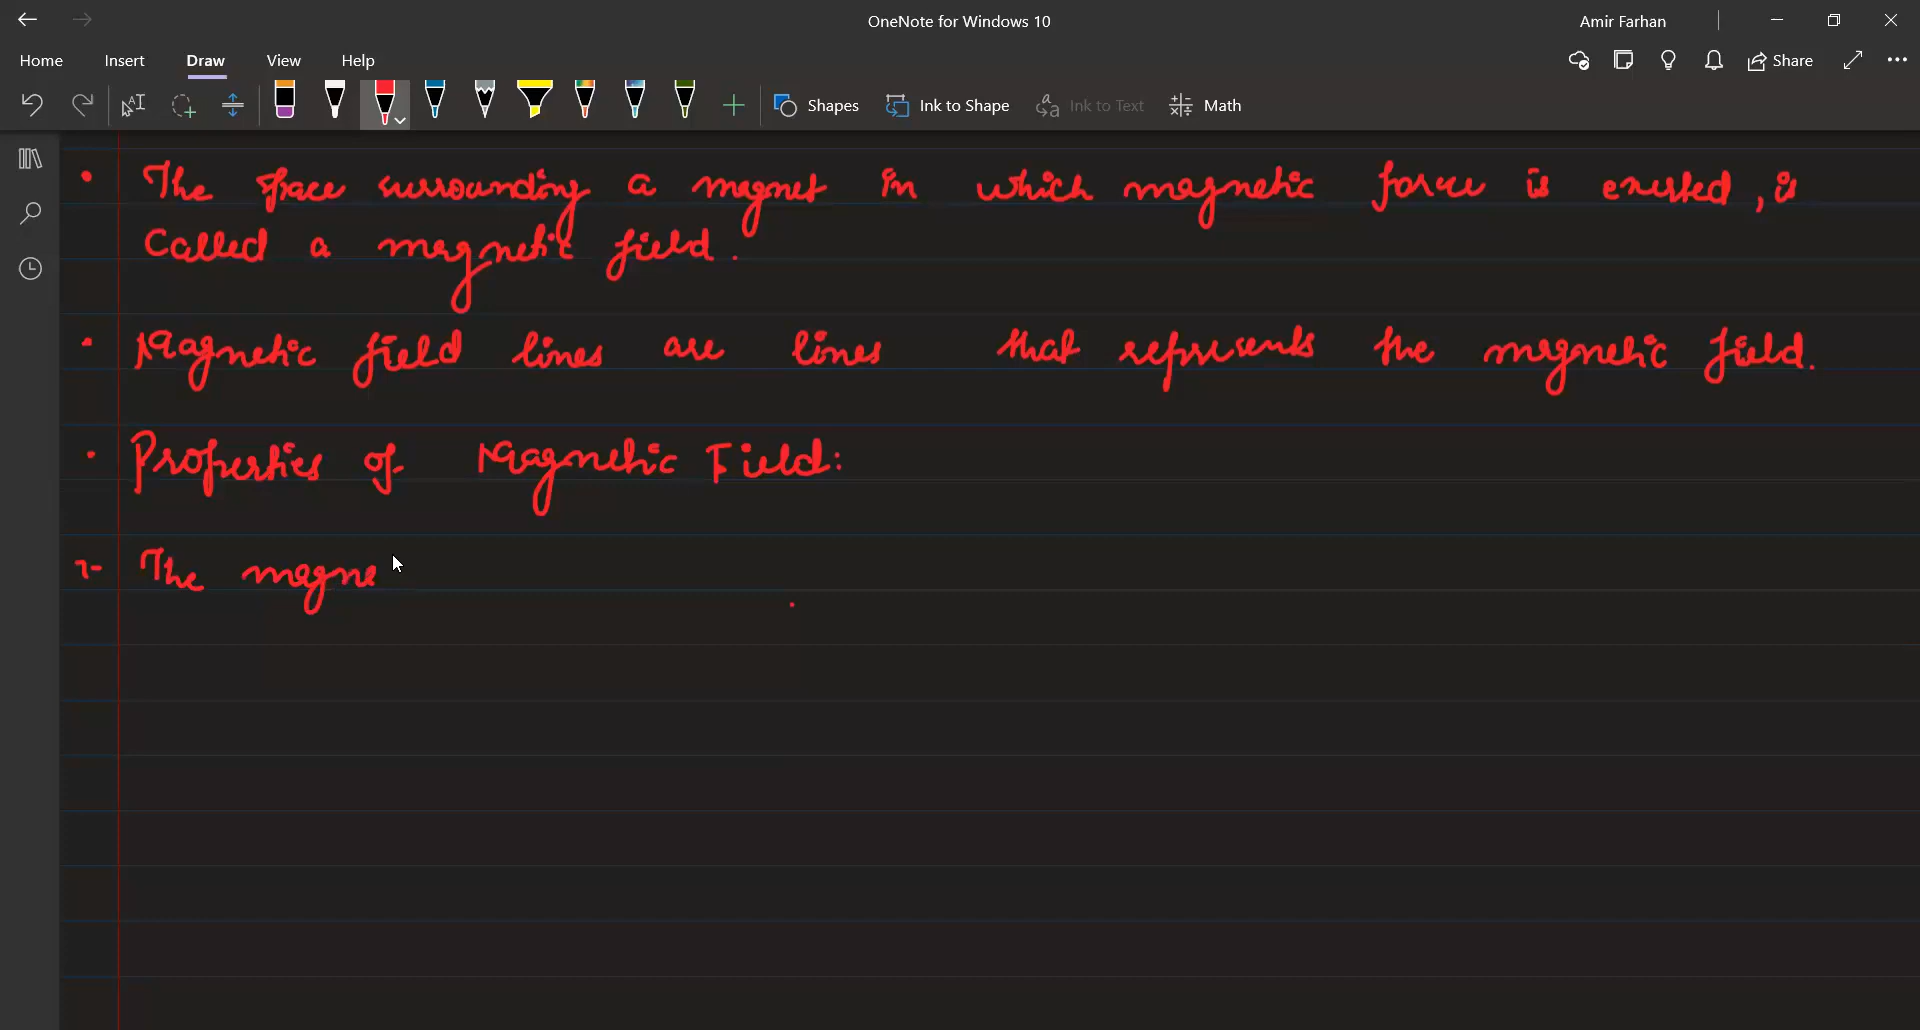 OneNote for Windows 10
Amir Farhan
Home Insert Draw View Help
Share
Shapes Ink to Shape Ink to Text Math
• The space surrounding a magnet in which magnetic force is exerted, is
called a magnetic field.
• Magnetic field lines are lines that represents the magnetic field.
• Properties of Magnetic Field:
1- The magne